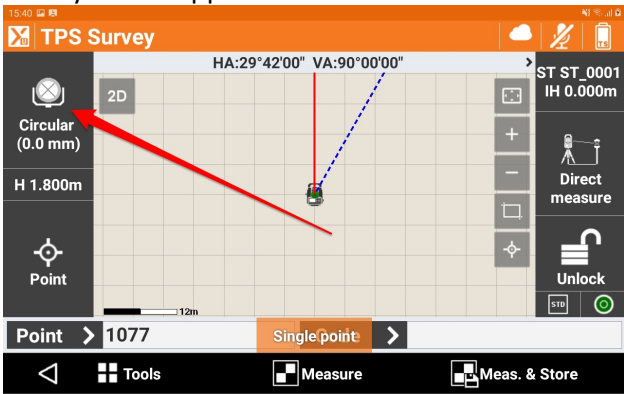 15:40
TPS Survey
HA:29°42'00" VA:90°00'00"
ST ST_0001
IH 0.000m
2D
Circular
(0.0 mm)
H 1.800m
Direct
measure
Point
Unlock
STD
12m
Point
1077
Single point
Tools
Measure
Meas. & Store